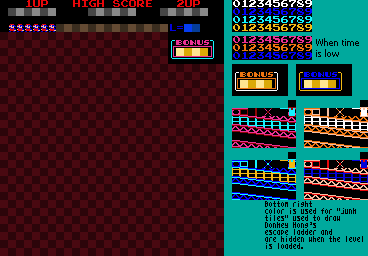 1UP HIGH SCORE 2UP
L=
BONUS
0123456789
0123456789
0123456789
0123456789
0123456789
0123456789
When time
is low
BONUS BONUS
Bottom right
color is used for "junk
tiles" used to draw
Donkey Kong's
escape ladder and
are hidden when the level
is loaded.